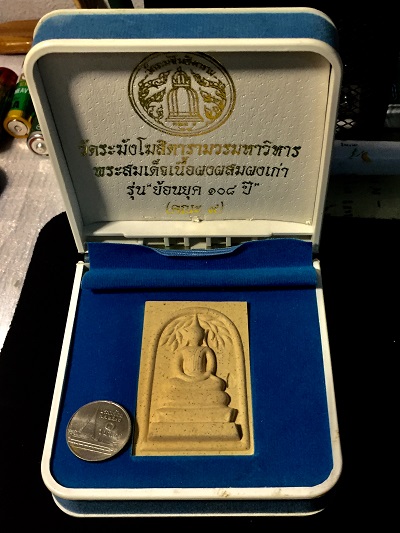 วัดระฆังโฆสิตารามวรมหาวิหาร
พระสมเด็จเนื้อผงผสมผงเก่า
รุ่น "ย้อนยุค ๑๐๘ ปี"